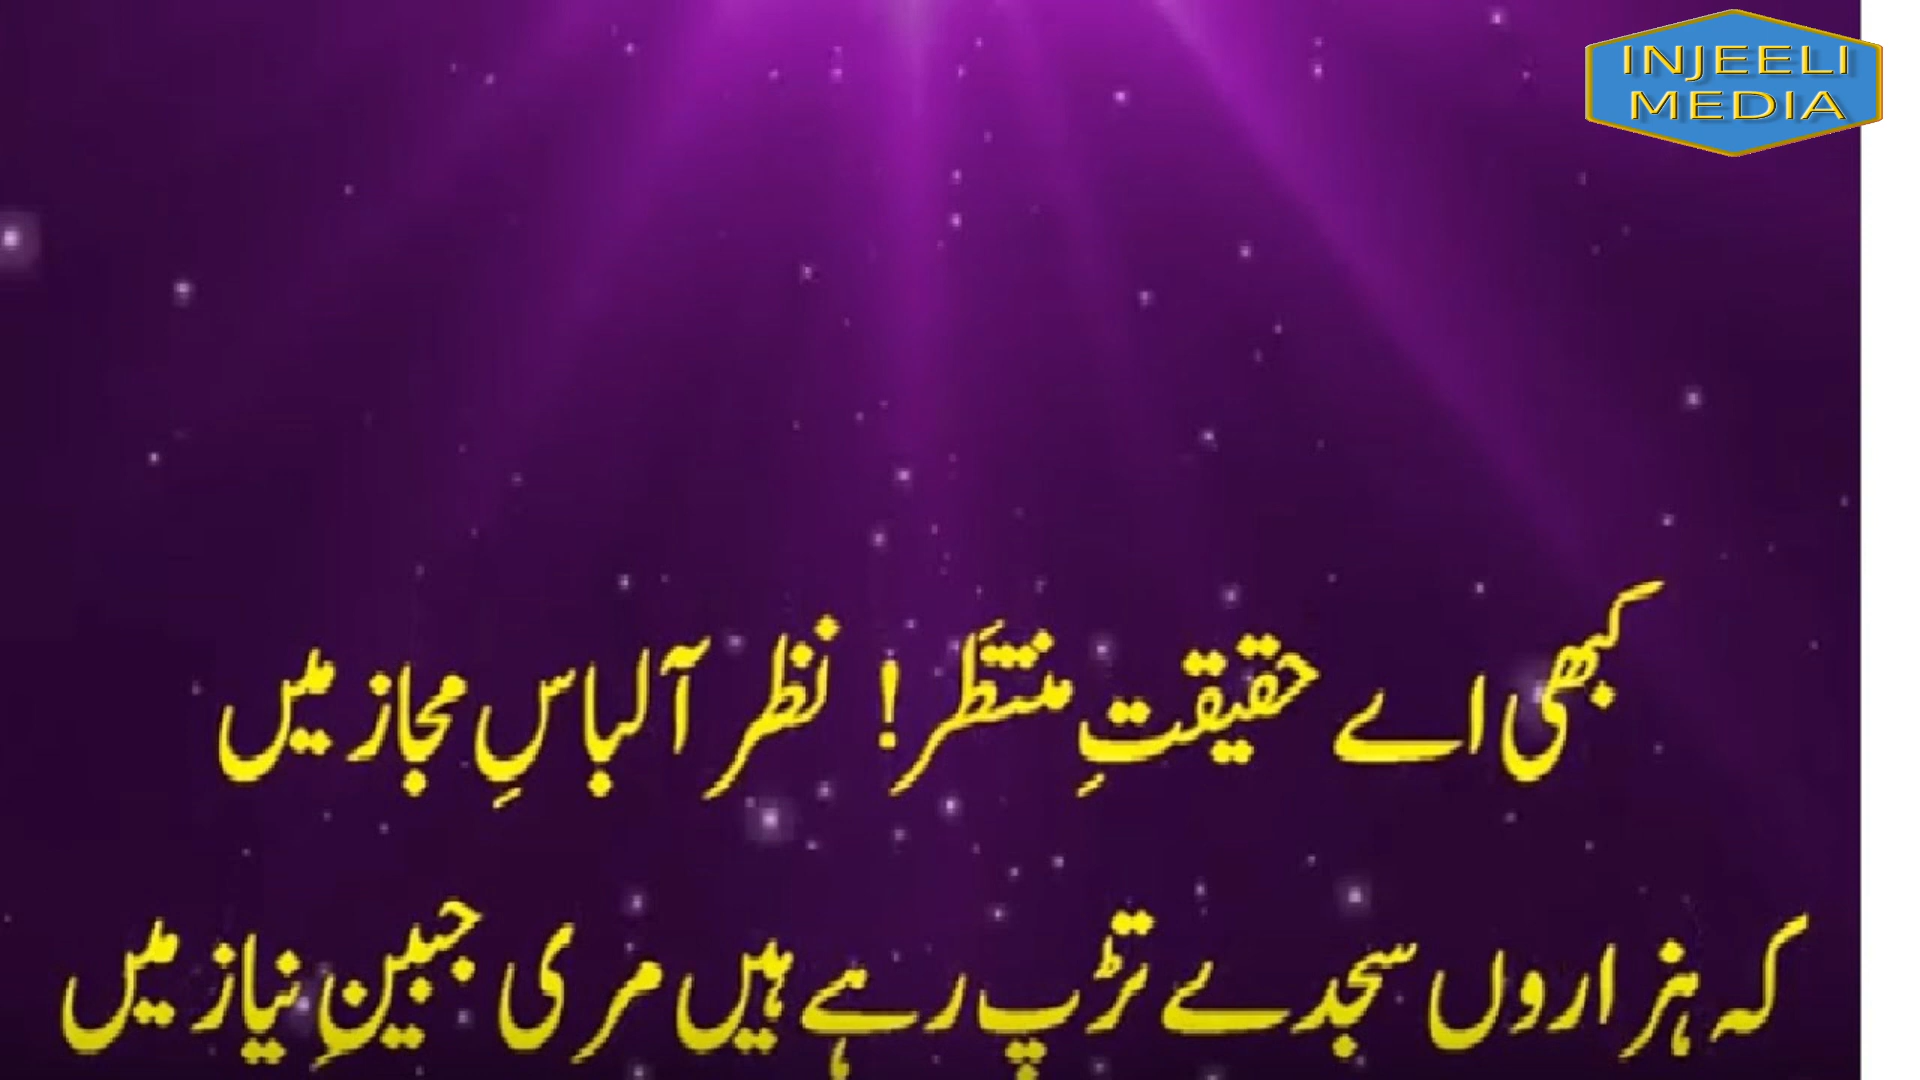 INJEELI
MEDIA
کبھی اے حقیقتِ منتظَر! نظر آ لباسِ مجاز میں
کہ ہزاروں سجدے تڑپ رہے ہیں مری جبینِ نیاز میں